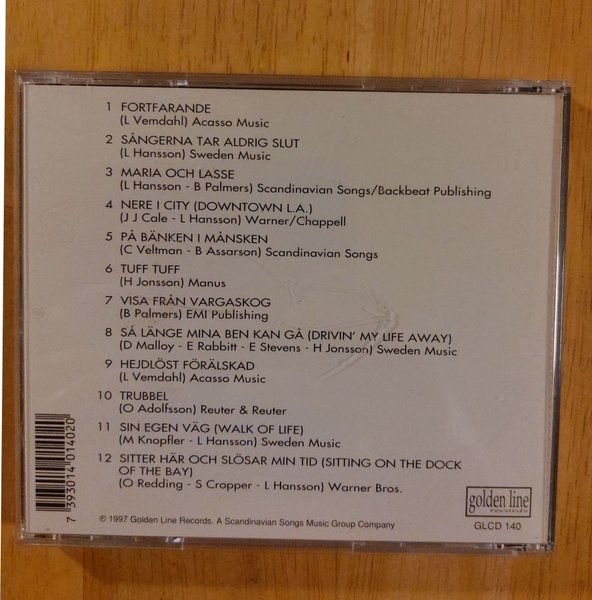 1 FORTFARANDE
(L Vemdahl) Acasso Music
2 SÅNGERNA TAR ALDRIG SLUT
(L Hansson) Sweden Music
3 MARIA OCH LASSE
(L Hansson - B Palmers) Scandinavian Songs/Backbeat Publishing
4 NERE I CITY (DOWNTOWN L.A.)
(J J Cale - L Hansson) Warner/Chappell
5 PÅ BÄNKEN I MÅNSKEN
(C Veltman - B Assarson) Scandinavian Songs
6 TUFF TUFF
(H Jonsson) Manus
7 VISA FRÅN VARGASKOG
(B Palmers) EMI Publishing
8 SÅ LÄNGE MINA BEN KAN GÅ (DRIVIN' MY LIFE AWAY)
(D Malloy - E Rabbitt - E Stevens - H Jonsson) Sweden Music
9 HEJDLÖST FÖRÄLSKAD
(L Vemdahl) Acasso Music
10 TRUBBEL
(O Adolfsson) Reuter & Reuter
11 SIN EGEN VÄG (WALK OF LIFE)
(M Knopfler - L Hansson) Sweden Music
12 SITTER HÄR OCH SLÖSAR MIN TID (SITTING ON THE DOCK
OF THE BAY)
(O Redding - S Cropper - L Hansson) Warner Bros.
7 393014 014020
℗ 1997 Golden Line Records. A Scandinavian Songs Music Group Company
golden line
records
GLCD 140